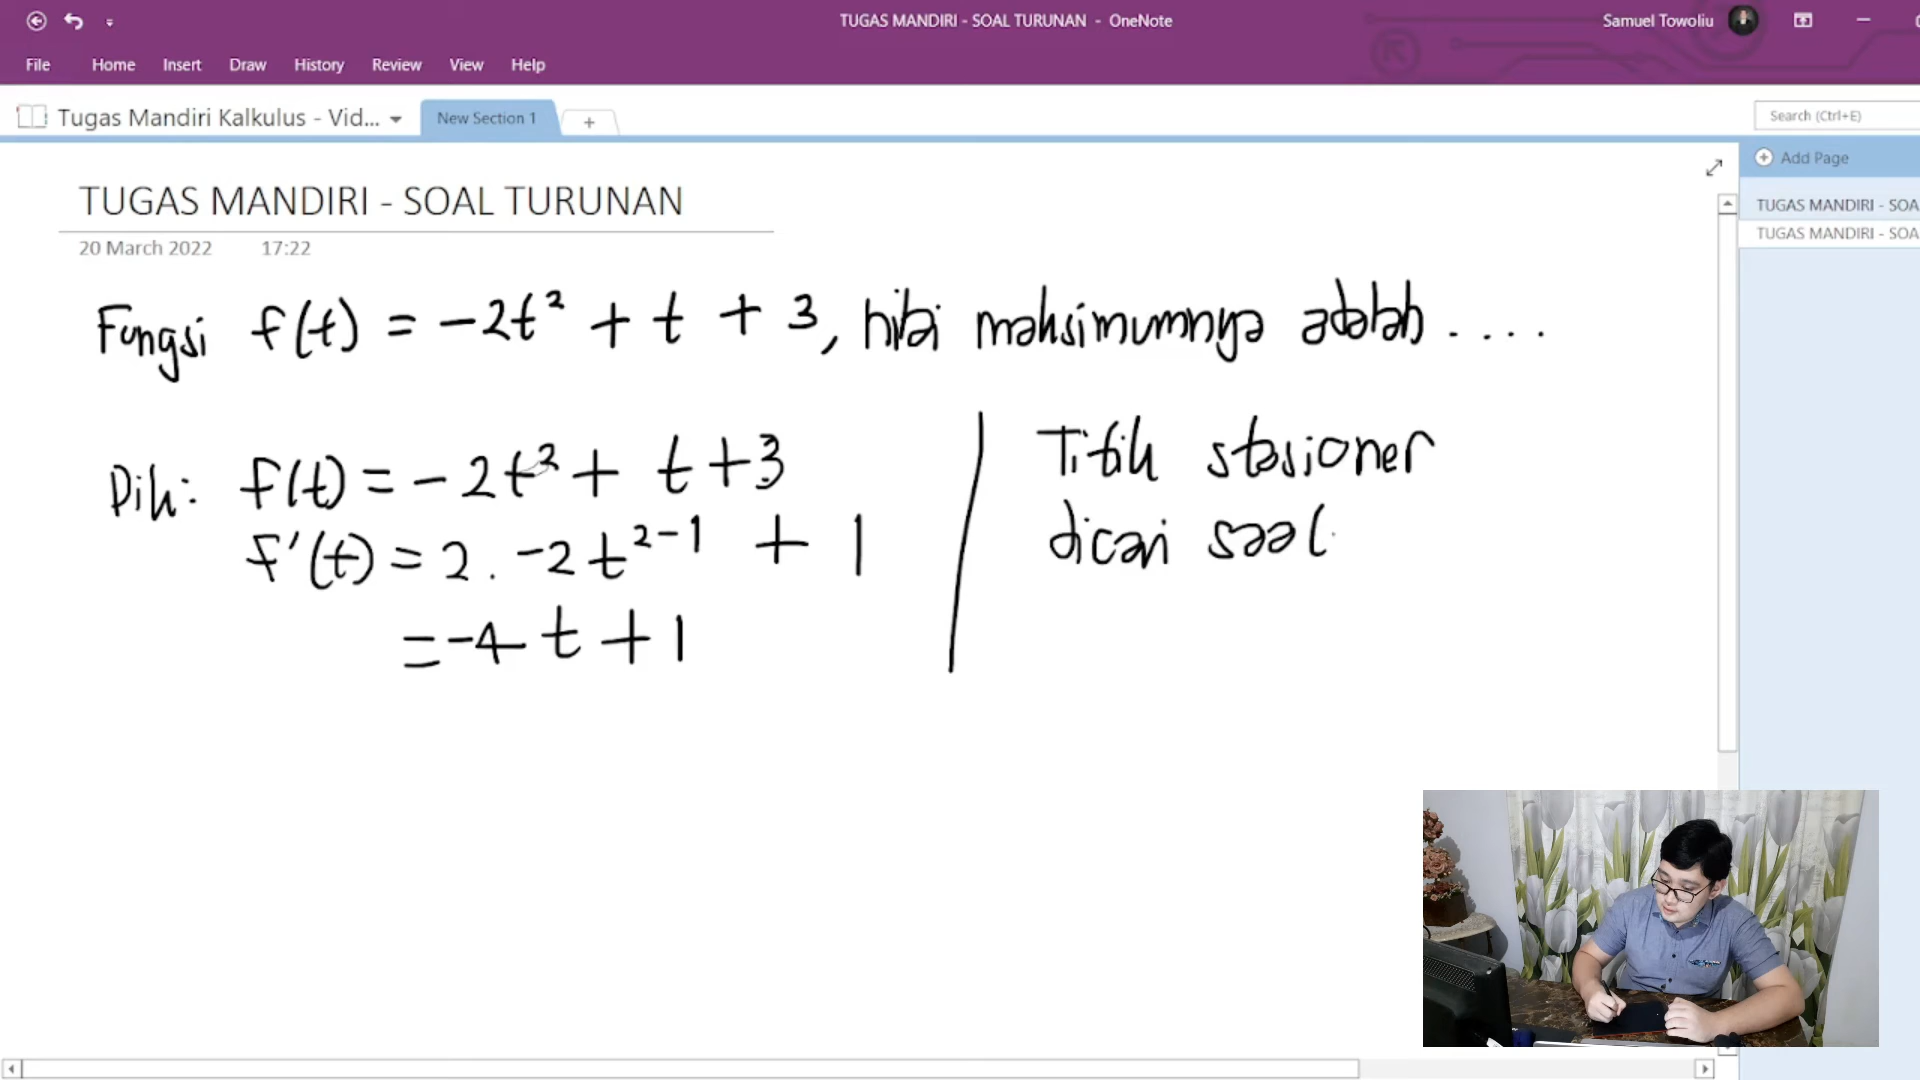 TUGAS MANDIRI - SOAL TURUNAN - OneNote
Samuel Towoliu
File Home Insert Draw History Review View Help
Tugas Mandiri Kalkulus - Vid...
New Section 1
+
Search (Ctrl+E)
Add Page
TUGAS MANDIRI - SOA
TUGAS MANDIRI - SOA
TUGAS MANDIRI - SOAL TURUNAN
20 March 2022 17:22
Fungsi f(t) = -2t² + t + 3, nilai maksimumnya adalah ....
Dik: f(t) = -2t² + t + 3
f'(t) = 2 . -2t²⁻¹ + 1
= -4t + 1
Titik stasioner
dicari saat